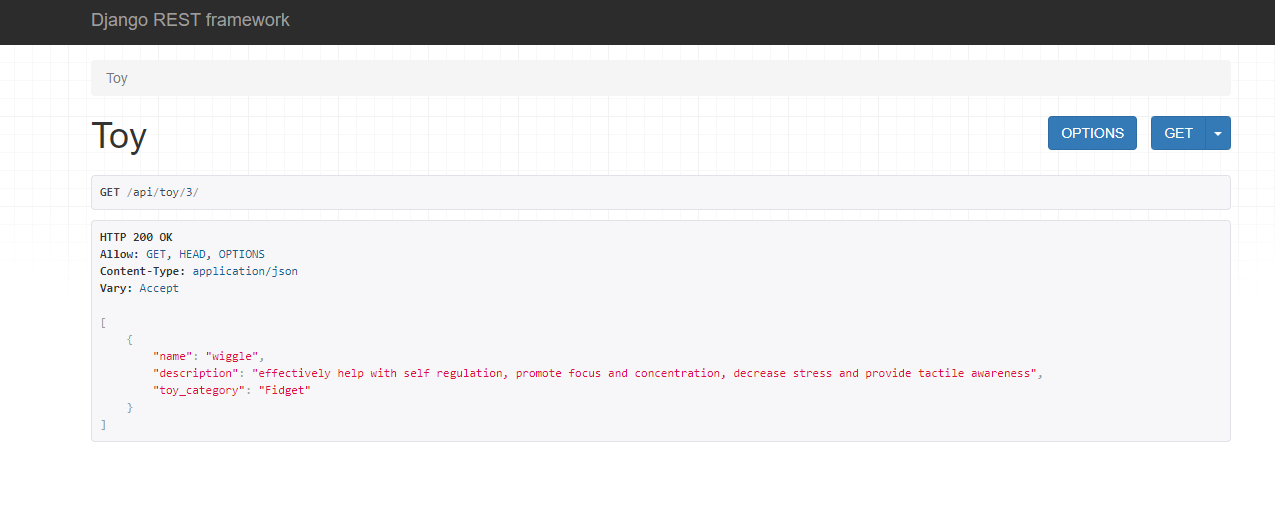 Django REST framework
Toy
Toy
OPTIONS
GET
GET /api/toy/3/
HTTP 200 OK
Allow: GET, HEAD, OPTIONS
Content-Type: application/json
Vary: Accept
[
    {
        "name": "wiggle",
        "description": "effectively help with self regulation, promote focus and concentration, decrease stress and provide tactile awareness",
        "toy_category": "Fidget"
    }
]